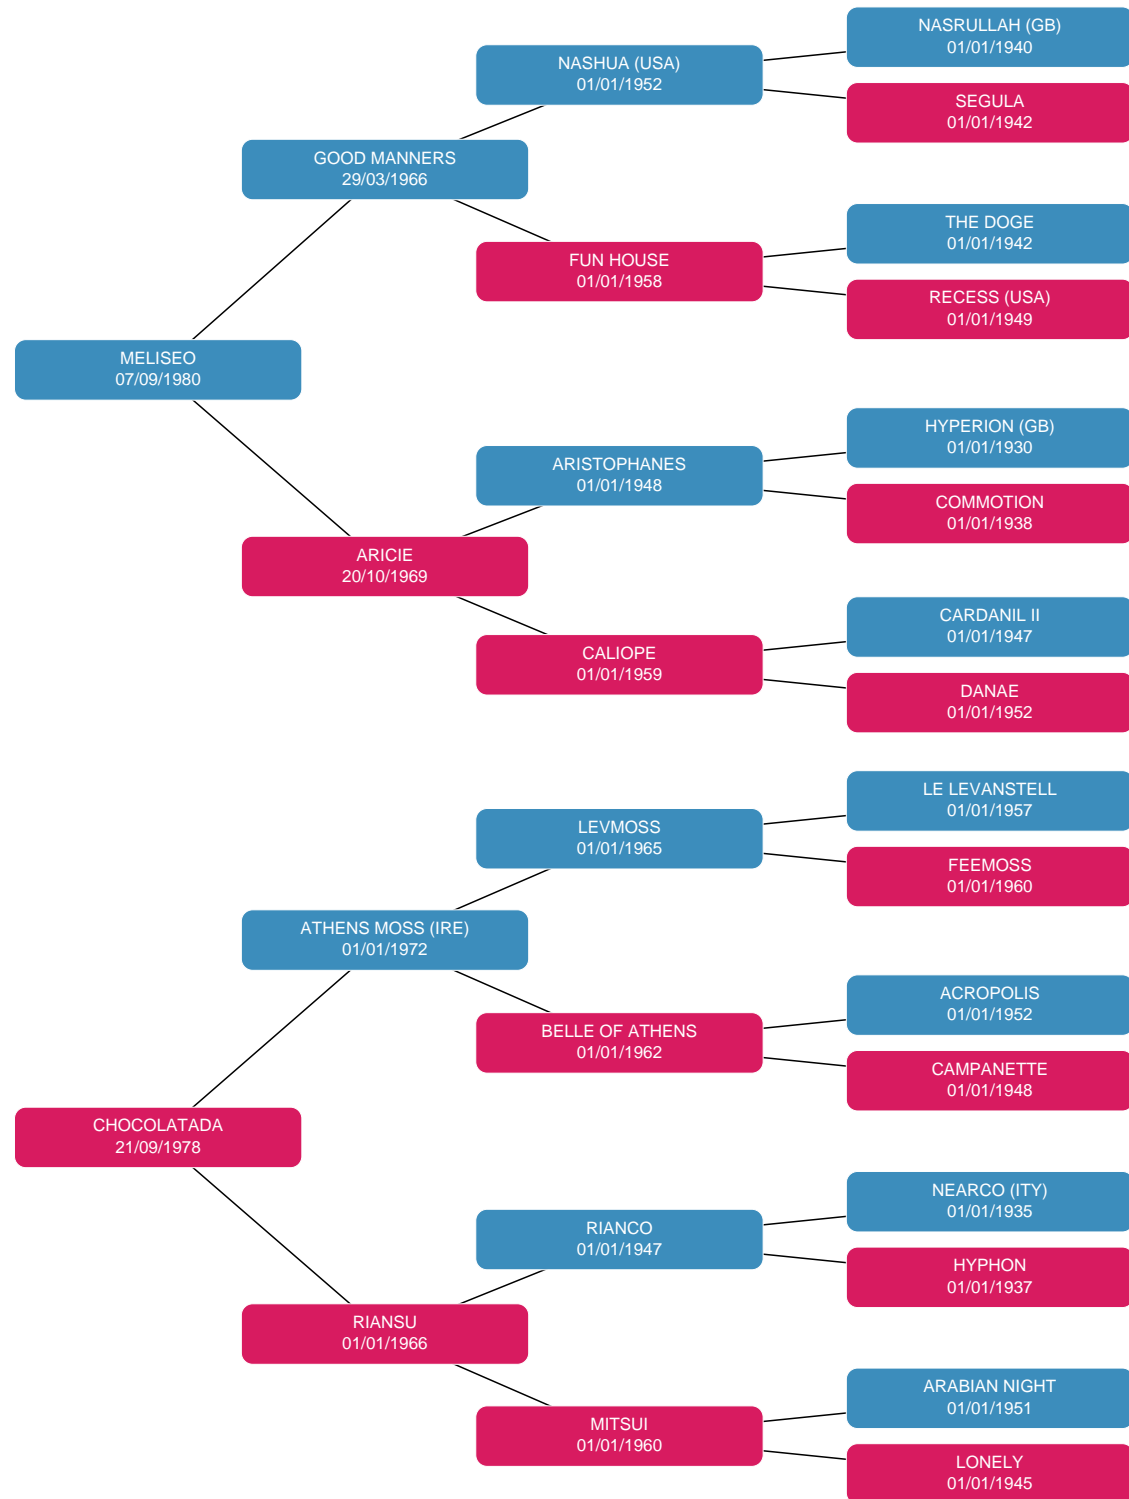 NASRULLAH (GB)
01/01/1940
NASHUA (USA)
01/01/1952
SEGULA
01/01/1942
GOOD MANNERS
29/03/1966
THE DOGE
01/01/1942
FUN HOUSE
01/01/1958
RECESS (USA)
01/01/1949
MELISEO
07/09/1980
HYPERION (GB)
01/01/1930
ARISTOPHANES
01/01/1948
COMMOTION
01/01/1938
ARICIE
20/10/1969
CARDANIL II
01/01/1947
CALIOPE
01/01/1959
DANAE
01/01/1952
LE LEVANSTELL
01/01/1957
LEVMOSS
01/01/1965
FEEMOSS
01/01/1960
ATHENS MOSS (IRE)
01/01/1972
ACROPOLIS
01/01/1952
BELLE OF ATHENS
01/01/1962
CAMPANETTE
01/01/1948
CHOCOLATADA
21/09/1978
NEARCO (ITY)
01/01/1935
RIANCO
01/01/1947
HYPHON
01/01/1937
RIANSU
01/01/1966
ARABIAN NIGHT
01/01/1951
MITSUI
01/01/1960
LONELY
01/01/1945